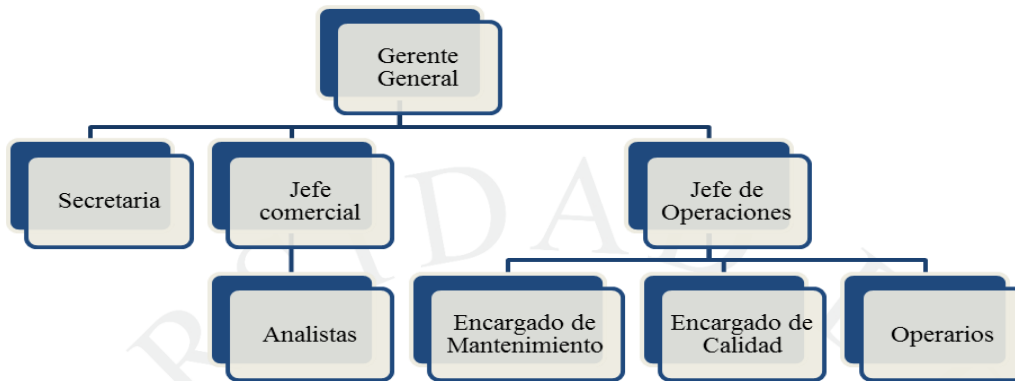 Gerente
General
Secretaria
Jefe
comercial
Jefe de
Operaciones
Analistas
Encargado de
Mantenimiento
Encargado de
Calidad
Operarios